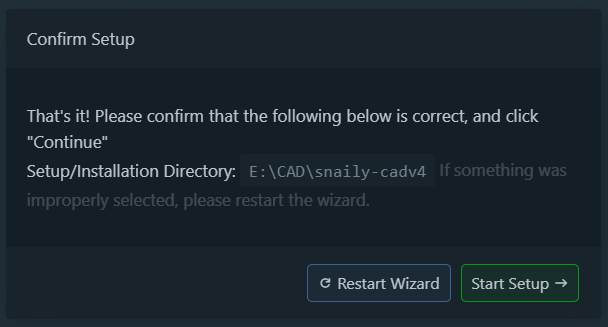 Confirm Setup
That's it! Please confirm that the following below is correct, and click
"Continue"
Setup/Installation Directory: E:\CAD\snaily-cadv4 If something was
improperly selected, please restart the wizard.
Restart Wizard
Start Setup →